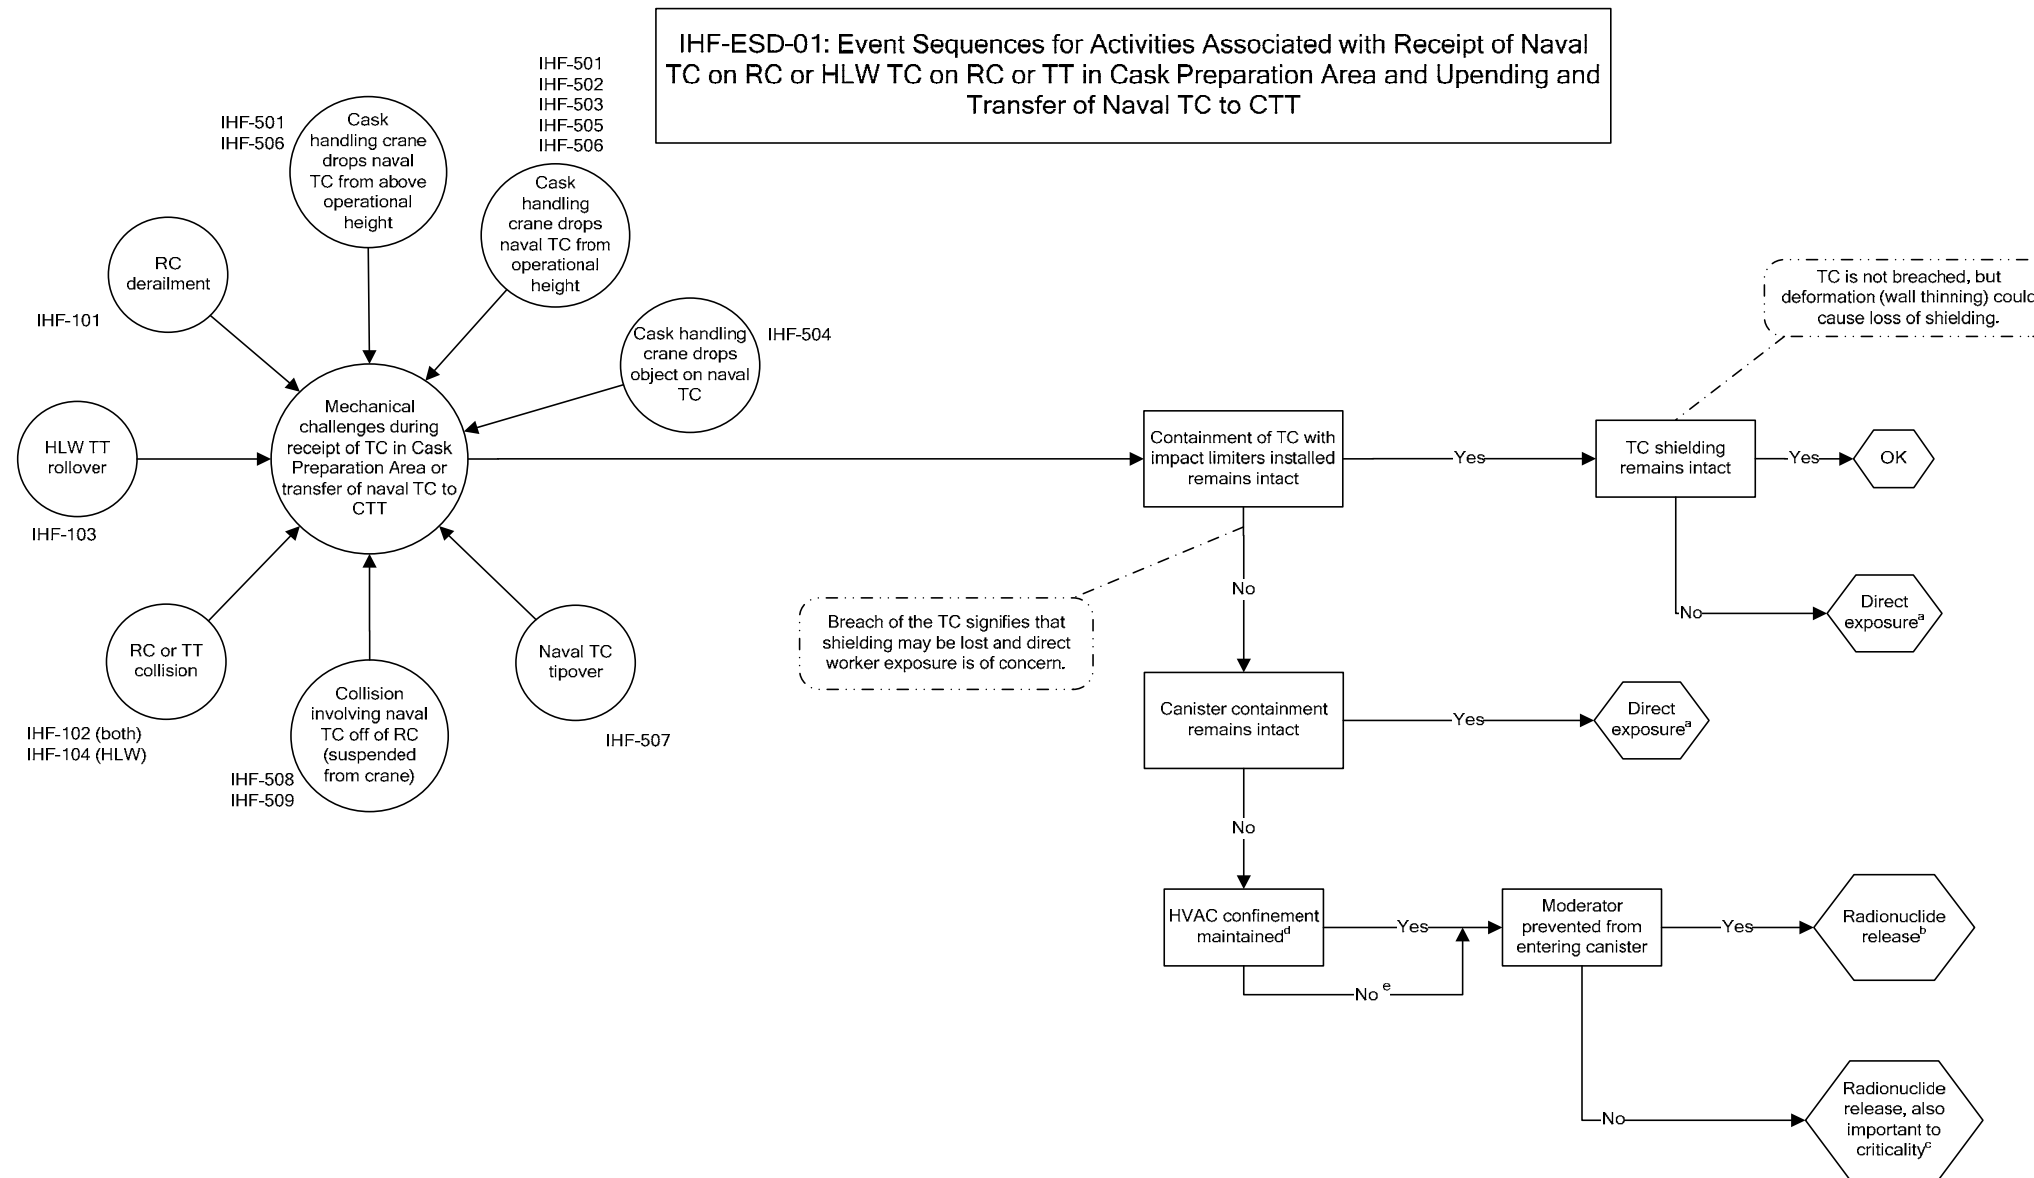 IHF-ESD-01: Event Sequences for Activities Associated with Receipt of Naval
TC on RC or HLW TC on RC or TT in Cask Preparation Area and Upending and
Transfer of Naval TC to CTT
IHF-501
IHF-506
Cask
handling crane
drops naval
TC from above
operational
height
IHF-501
IHF-502
IHF-503
IHF-505
IHF-506
Cask
handling
crane drops
naval TC from
operational
height
RC
derailment
IHF-101
Cask handling
crane drops
object on naval
TC
IHF-504
HLW TT
rollover
IHF-103
Mechanical
challenges during
receipt of TC in Cask
Preparation Area or
transfer of naval TC to
CTT
RC or TT
collision
IHF-102 (both)
IHF-104 (HLW)
Collision
involving naval
TC off of RC
(suspended
from crane)
IHF-508
IHF-509
Naval TC
tipover
IHF-507
Containment of TC with
impact limiters installed
remains intact
Yes
TC is not breached, but
deformation (wall thinning) could
cause loss of shielding.
TC shielding
remains intact
Yes
OK
No
Direct
exposureᵃ
No
Breach of the TC signifies that
shielding may be lost and direct
worker exposure is of concern.
Canister containment
remains intact
Yes
Direct
exposureᵃ
No
HVAC confinement
maintainedᵈ
Yes
No ᵉ
Moderator
prevented from
entering canister
Yes
Radionuclide
releaseᵇ
No
Radionuclide
release, also
important to
criticalityᶜ